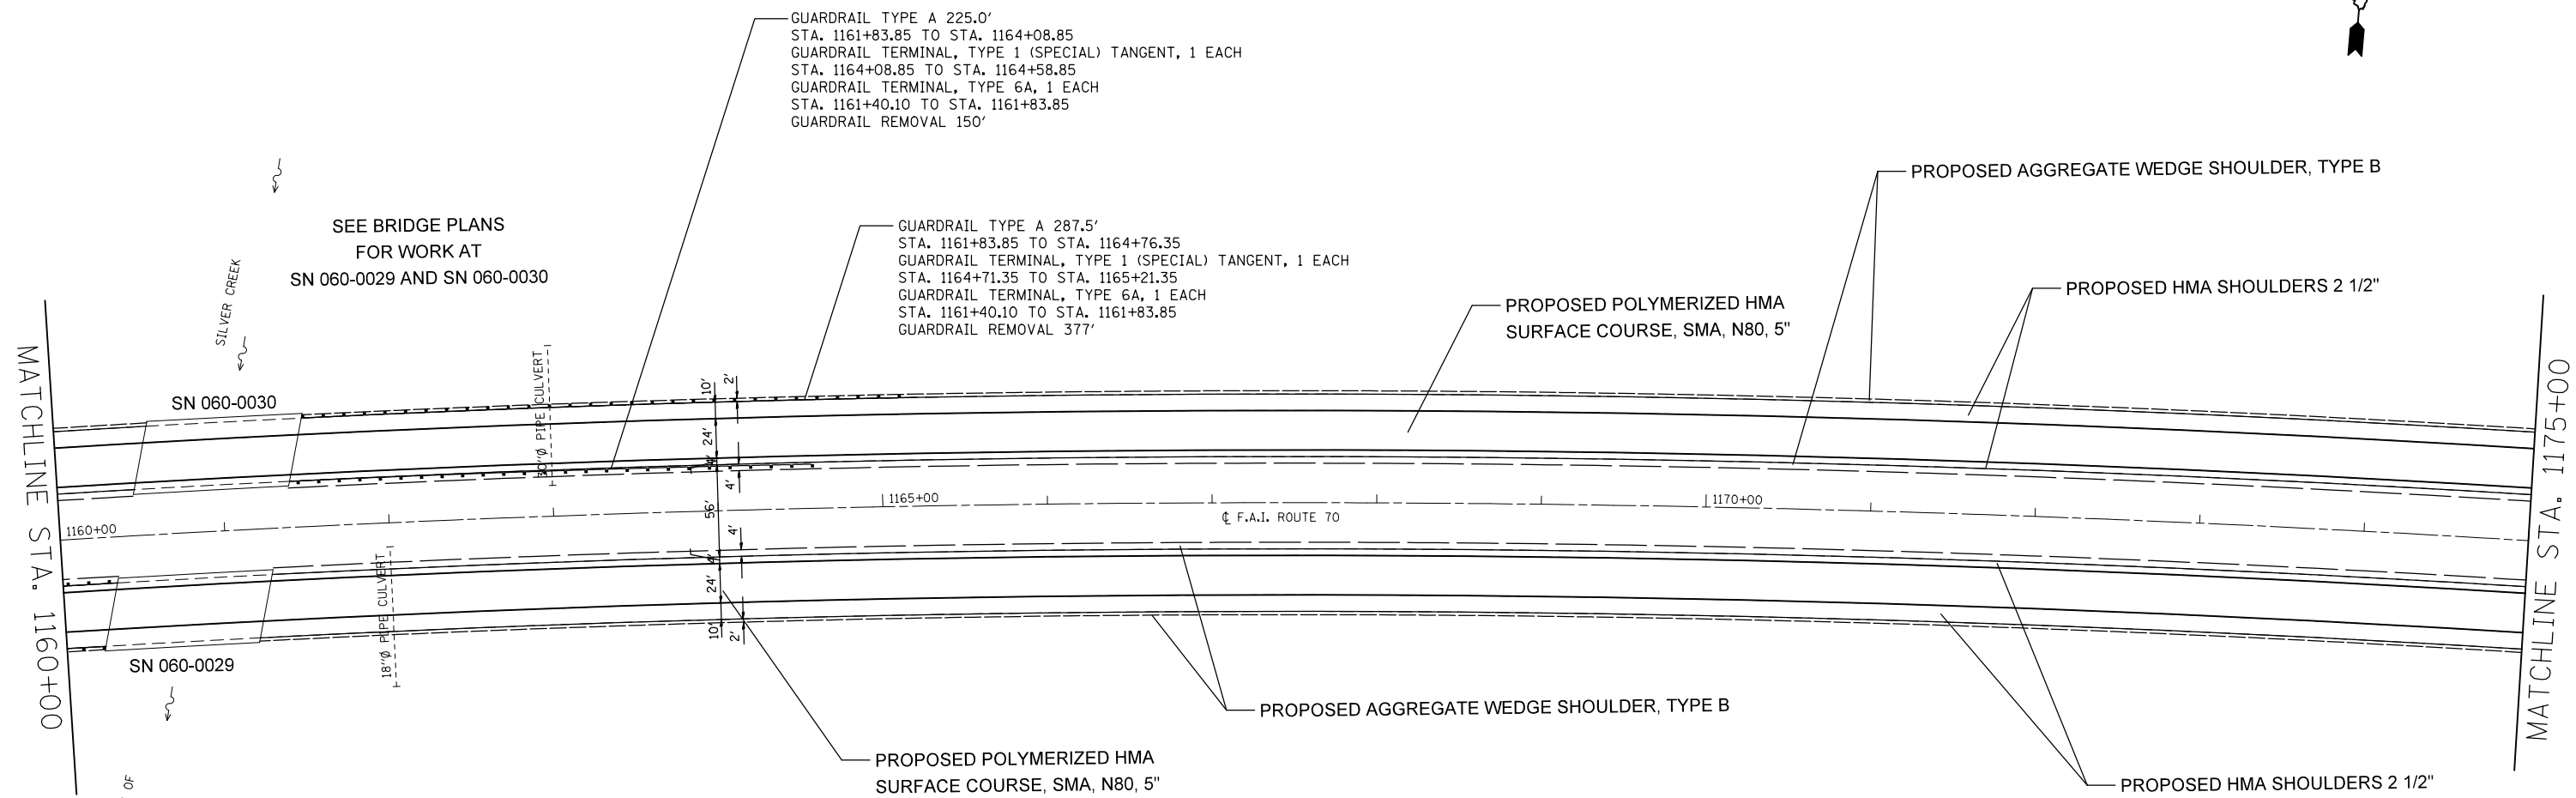 GUARDRAIL TYPE A 225.0'
STA. 1161+83.85 TO STA. 1164+08.85
GUARDRAIL TERMINAL, TYPE 1 (SPECIAL) TANGENT, 1 EACH
STA. 1164+08.85 TO STA. 1164+58.85
GUARDRAIL TERMINAL, TYPE 6A, 1 EACH
STA. 1161+40.10 TO STA. 1161+83.85
GUARDRAIL REMOVAL 150'
PROPOSED AGGREGATE WEDGE SHOULDER, TYPE B
SEE BRIDGE PLANS
FOR WORK AT
SN 060-0029 AND SN 060-0030
SILVER CREEK
GUARDRAIL TYPE A 287.5'
STA. 1161+83.85 TO STA. 1164+76.35
GUARDRAIL TERMINAL, TYPE 1 (SPECIAL) TANGENT, 1 EACH
STA. 1164+71.35 TO STA. 1165+21.35
GUARDRAIL TERMINAL, TYPE 6A, 1 EACH
STA. 1161+40.10 TO STA. 1161+83.85
GUARDRAIL REMOVAL 377'
PROPOSED HMA SHOULDERS 2 1/2"
PROPOSED POLYMERIZED HMA
SURFACE COURSE, SMA, N80, 5"
MATCHLINE STA. 1160+00
MATCHLINE STA. 1175+00
SN 060-0030
"Ø PIPE CULVERT
10'
2'
24'
4'
4'
56'
4'
4'
24'
10'
2'
1160+00
1165+00
1170+00
℄ F.A.I. ROUTE 70
18"Ø PIPE CULVERT
SN 060-0029
PROPOSED AGGREGATE WEDGE SHOULDER, TYPE B
PROPOSED POLYMERIZED HMA
SURFACE COURSE, SMA, N80, 5"
PROPOSED HMA SHOULDERS 2 1/2"
OF